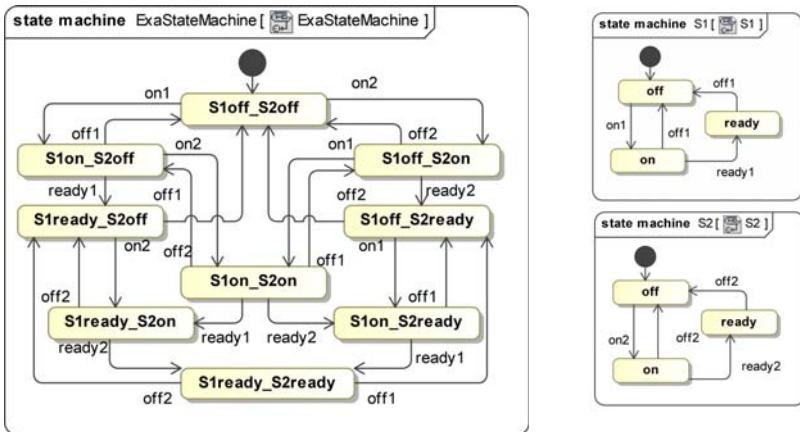 state machine ExaStateMachine [ ExaStateMachine ]
on1
on2
S1off_S2off
off1
on2
on1
off2
S1on_S2off
S1off_S2on
ready1
off1
off2
ready2
S1ready_S2off
S1off_S2ready
on2
off2
off1
on1
S1on_S2on
off2
off1
S1ready_S2on
S1on_S2ready
ready2
ready1
ready2
ready1
S1ready_S2ready
off2
off1
state machine S1 [ S1 ]
off
off1
on1
off1
ready
on
ready1
state machine S2 [ S2 ]
off
off2
on2
off2
ready
on
ready2